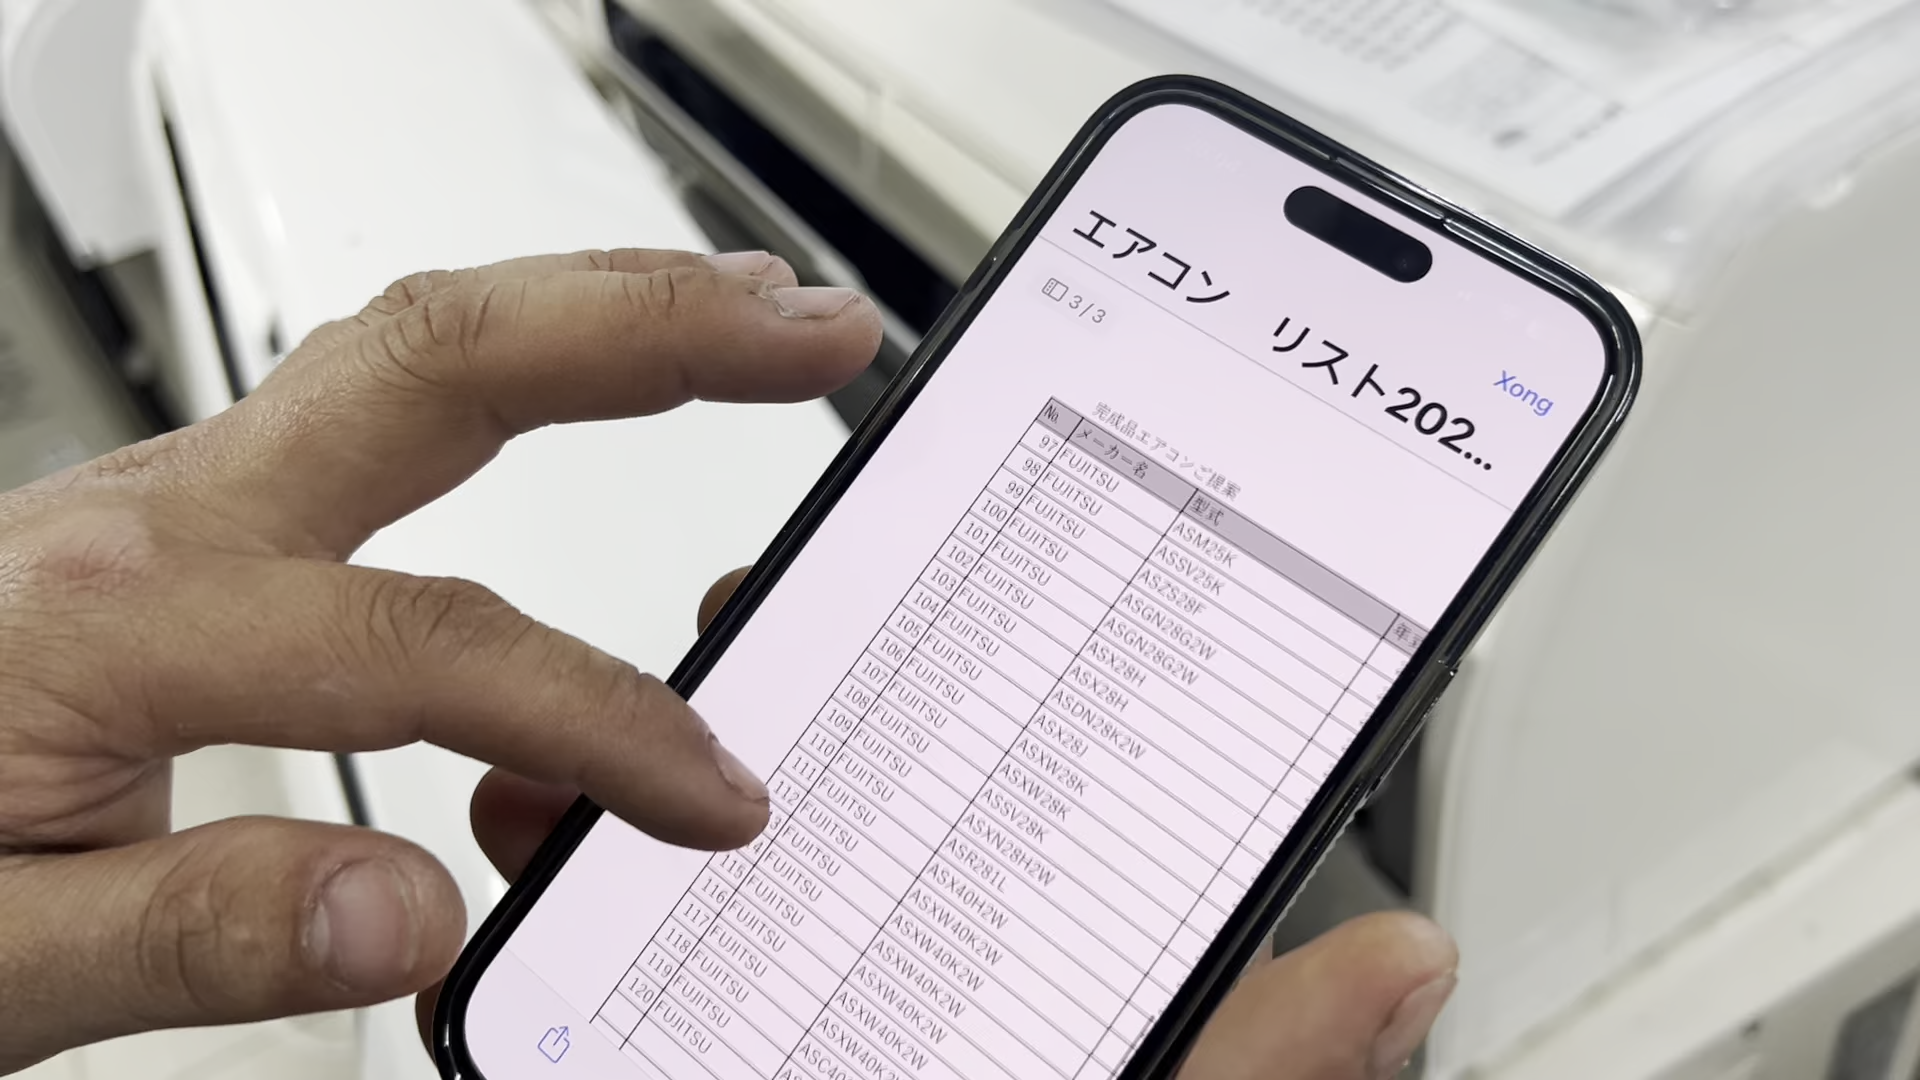 エアコン リスト202...
Xong
3/3
完成品エアコンご提案
No. メーカー名 型式
97 FUJITSU ASM25K
98 FUJITSU ASSV25K
99 FUJITSU ASZS28F
100 FUJITSU ASGN28G2W
101 FUJITSU ASGN28G2W
102 FUJITSU ASX28H
103 FUJITSU ASX28H
104 FUJITSU ASDN28K2W
105 FUJITSU ASX28J
106 FUJITSU ASXW28K
107 FUJITSU ASXW28K
108 FUJITSU ASSV28K
109 FUJITSU ASXN28H2W
110 FUJITSU ASR281L
111 FUJITSU ASX40H2W
112 FUJITSU ASXW40K2W
3 FUJITSU ASXW40K2W
4 FUJITSU ASXW40K2W
115 FUJITSU ASXW40K2W
116 FUJITSU ASXW40K2W
117 FUJITSU ASXW40K2W
118 FUJITSU ASC40
119 FUJITSU
120 FUJITSU